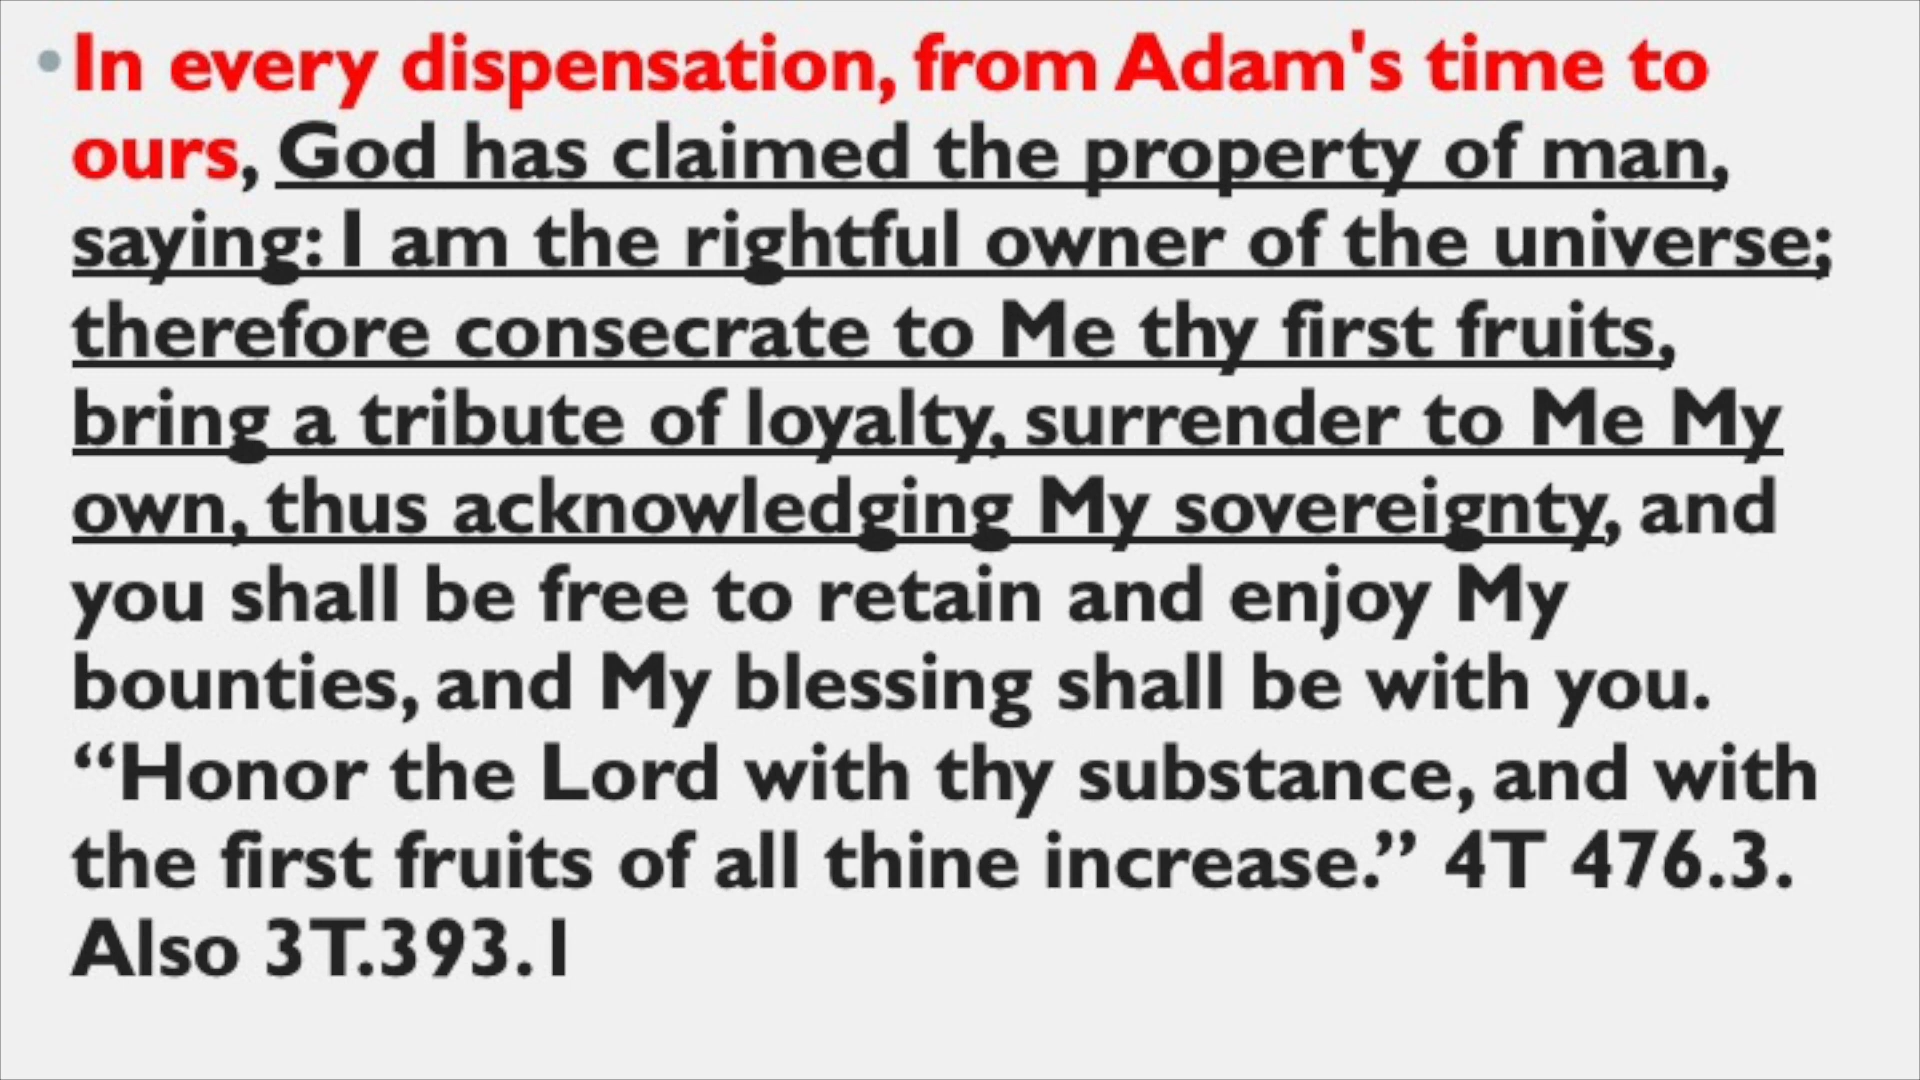 • In every dispensation, from Adam's time to
ours, God has claimed the property of man,
saying: I am the rightful owner of the universe;
therefore consecrate to Me thy first fruits,
bring a tribute of loyalty, surrender to Me My
own, thus acknowledging My sovereignty, and
you shall be free to retain and enjoy My
bounties, and My blessing shall be with you.
“Honor the Lord with thy substance, and with
the first fruits of all thine increase.” 4T 476.3.
Also 3T.393.1